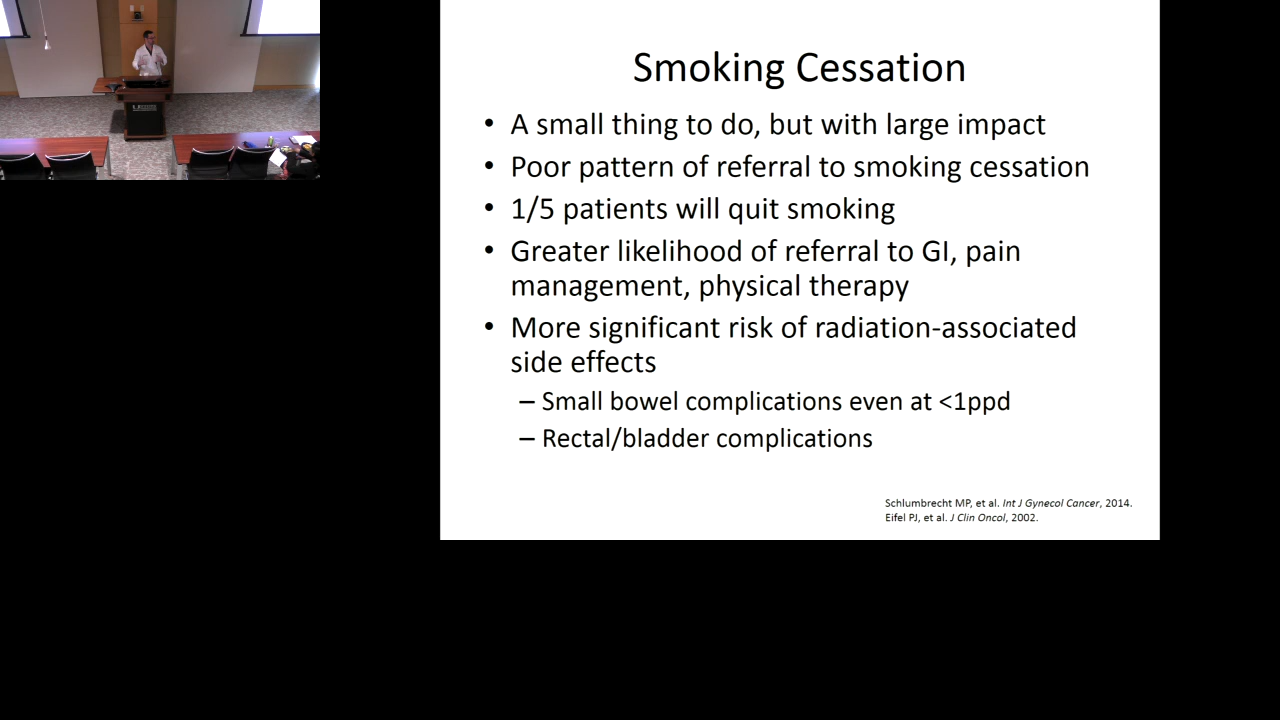 Smoking Cessation
• A small thing to do, but with large impact
• Poor pattern of referral to smoking cessation
• 1/5 patients will quit smoking
• Greater likelihood of referral to GI, pain
management, physical therapy
• More significant risk of radiation-associated
side effects
– Small bowel complications even at <1ppd
– Rectal/bladder complications
Schlumbrecht MP, et al. Int J Gynecol Cancer, 2014.
Eifel PJ, et al. J Clin Oncol, 2002.